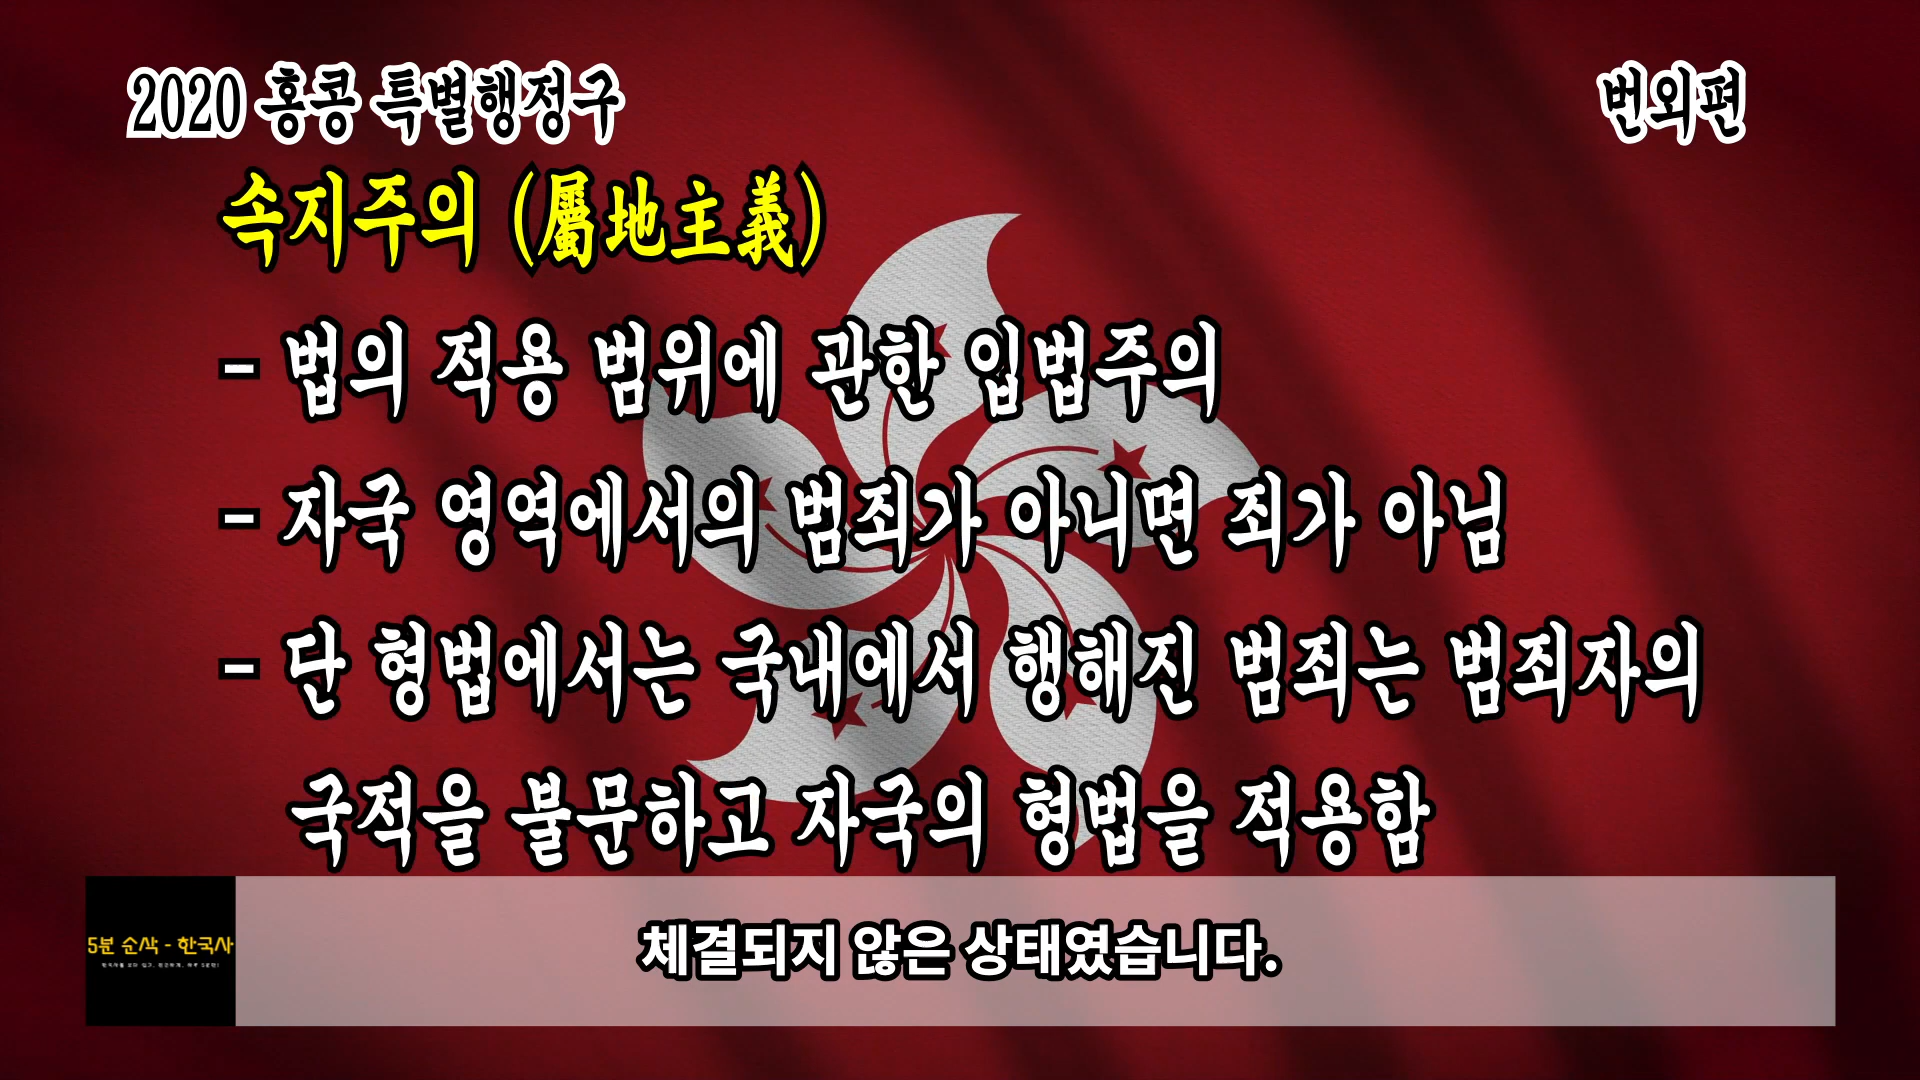 2020 홍콩 특별행정구
번외편
속지주의 (屬地主義)
- 법의 적용 범위에 관한 입법주의
- 자국 영역에서의 범죄가 아니면 죄가 아님
- 단 형법에서는 국내에서 행해진 범죄는 범죄자의
국적을 불문하고 자국의 형법을 적용함
5분 순삭 - 한국사
체결되지 않은 상태였습니다.